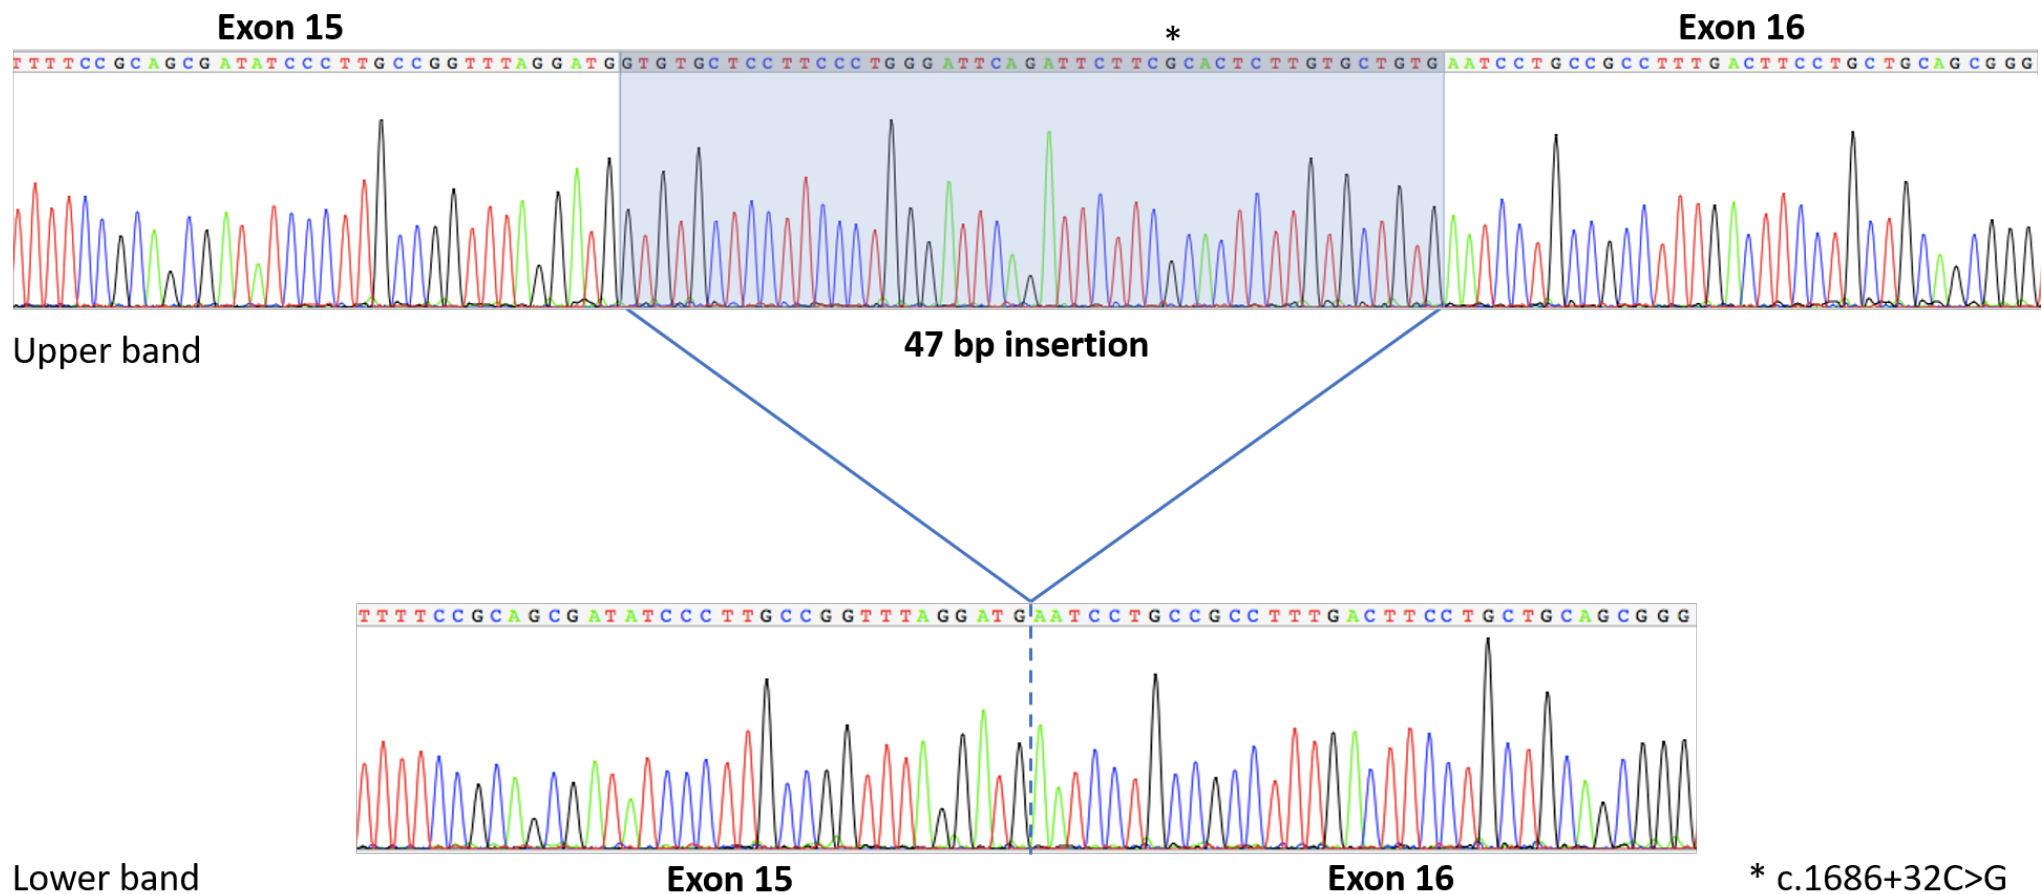 Exon 15 * Exon 16
TTTTCCGCAGCGATATCCCTTGCCGGTTTAGGATGGTGTGCTCCTTCCCTGGGATTCAGATTCTTCGCACTCTTGTGCTGTGAATCCTGCCGCCTTTGACTTCCTGCTGCAGCGGG
Upper band
47 bp insertion
TTTTCCGCAGCGATATCCCTTGCCGGTTTAGGATGAATCCTGCCGCCTTTGACTTCCTGCTGCAGCGGG
Lower band
Exon 15 Exon 16 * c.1686+32C>G